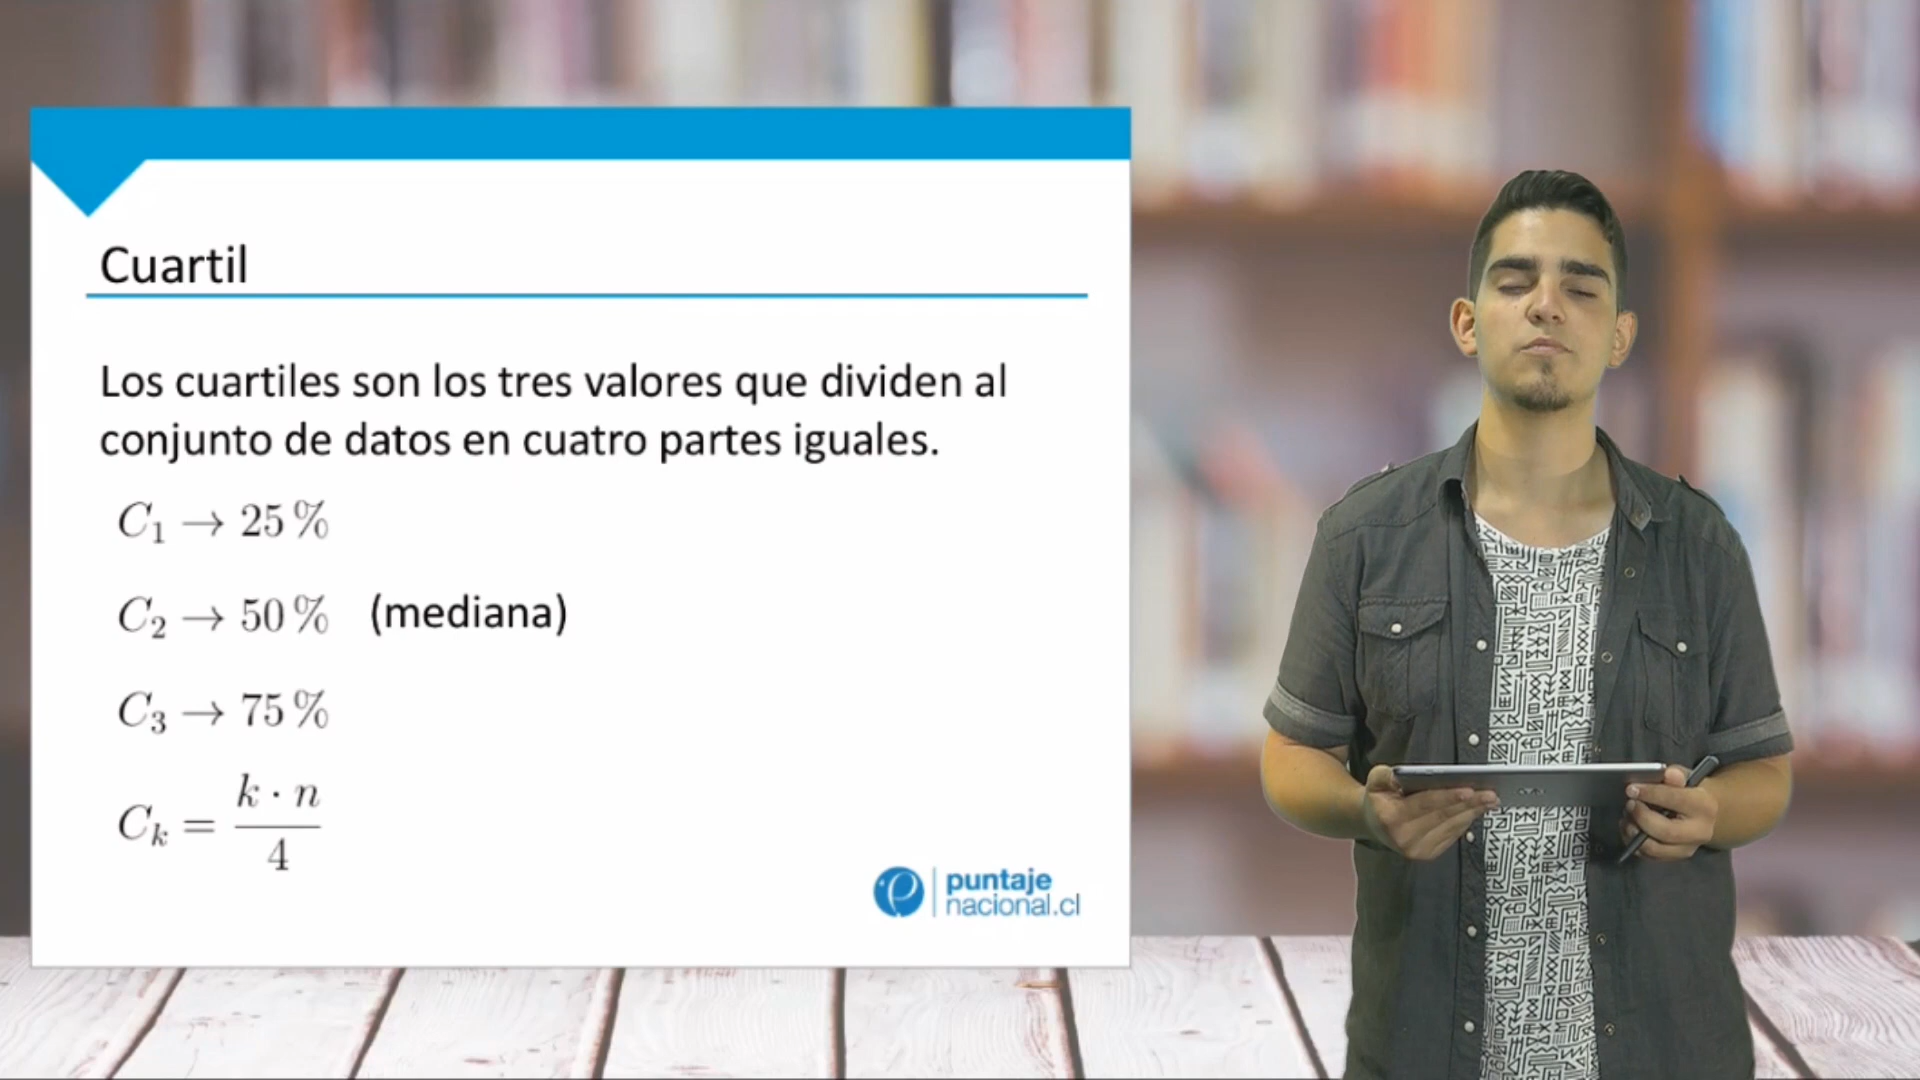 Cuartil
Los cuartiles son los tres valores que dividen al
conjunto de datos en cuatro partes iguales.
C₁ → 25 %
C₂ → 50 % (mediana)
C₃ → 75 %
Cₖ = k · n / 4
puntaje
nacional.cl